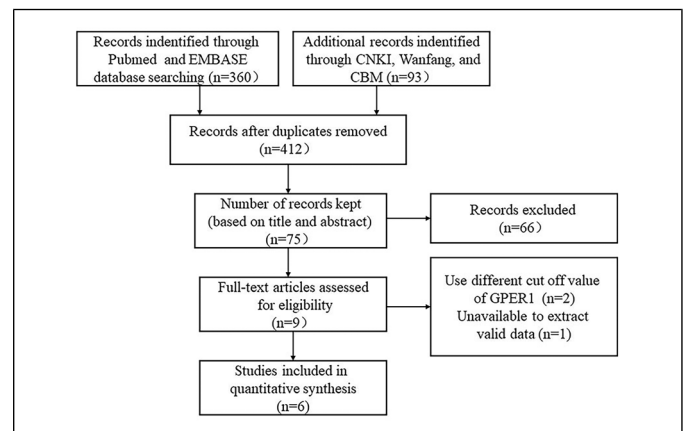 Records indentified through
Pubmed and EMBASE
database searching (n=360）
Additional records indentified
through CNKI, Wanfang, and
CBM (n=93）
Records after duplicates removed
(n=412）
Number of records kept
(based on title and abstract)
(n=75）
Records excluded
(n=66）
Full-text articles assessed
for eligibility
(n=9）
Use different cut off value
of GPER1 (n=2)
Unavailable to extract
valid data (n=1）
Studies included in
quantitative synthesis
(n=6）